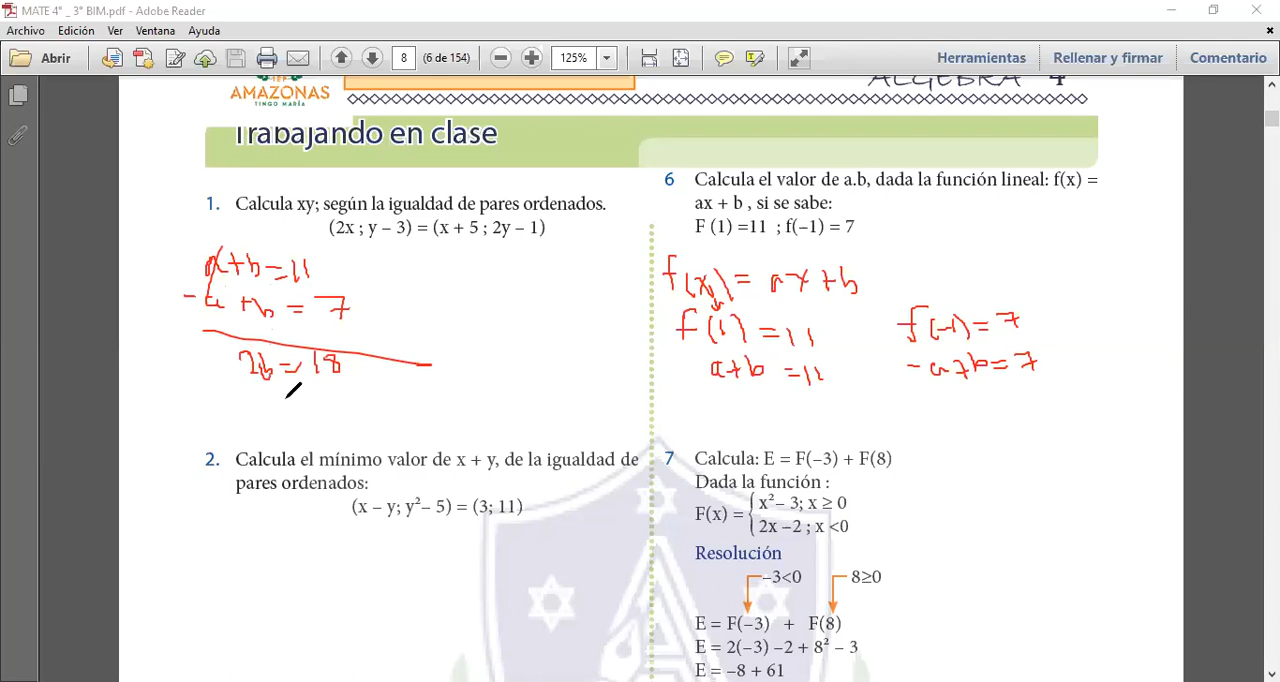 MATE 4° _ 3° BIM.pdf - Adobe Reader
Archivo Edición Ver Ventana Ayuda
Abrir 8 (6 de 154) 125% Herramientas Rellenar y firmar Comentario
AMAZONAS
TINGO MARÍA
ALGEBRA 4
Trabajando en clase
1. Calcula xy; según la igualdad de pares ordenados.
(2x ; y – 3) = (x + 5 ; 2y – 1)
a+b = 11
- a + b = 7
2b = 18
2. Calcula el mínimo valor de x + y, de la igualdad de
pares ordenados:
(x – y; y²– 5) = (3; 11)
6 Calcula el valor de a.b, dada la función lineal: f(x) =
ax + b , si se sabe:
F (1) =11 ; f(–1) = 7
f(x) = ax+b
f(1) = 11 f(-1) = 7
a+b = 11 - a+b = 7
7 Calcula: E = F(–3) + F(8)
Dada la función :
F(x) = { x²– 3; x ≥ 0
2x –2 ; x <0
Resolución
–3<0 8≥0
E = F(–3) + F(8)
E = 2(–3) –2 + 8² – 3
E = –8 + 61